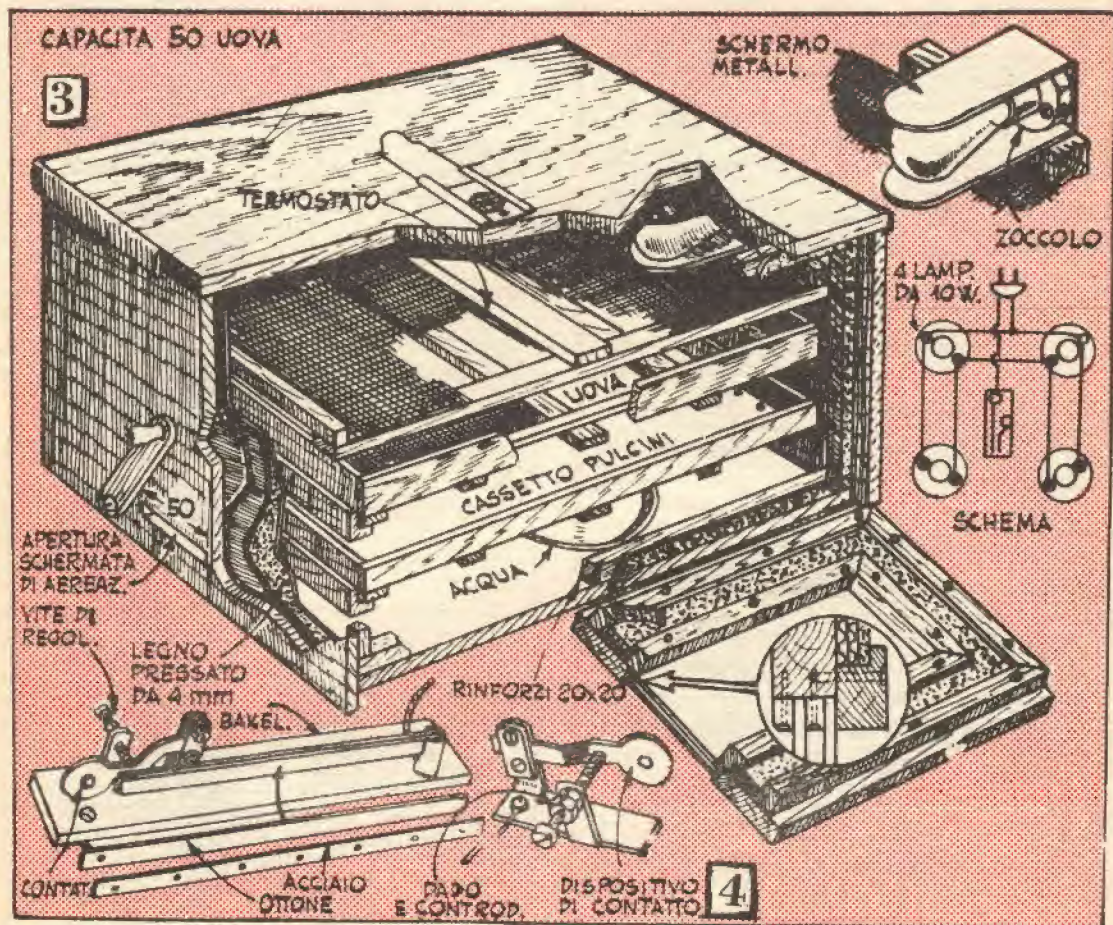 CAPACITA 50 UOVA
3
SCHERMO
METALL.
TERMOSTATO
ZOCCOLO
4 LAMP.
DA 10 W.
UOVA
CASSETTO PULCINI
50
SCHEMA
APERTURA
SCHERMATA
DI AEREAZ.
ACQUA
VITE DI
REGOL.
LEGNO
PRESSATO
DA 4 mm
RINFORZI 20x20
BAKEL.
CONTAT.
OTTONE
ACCIAIO
DADO
E CONTROD.
DISPOSITIVO
DI CONTATTO
4